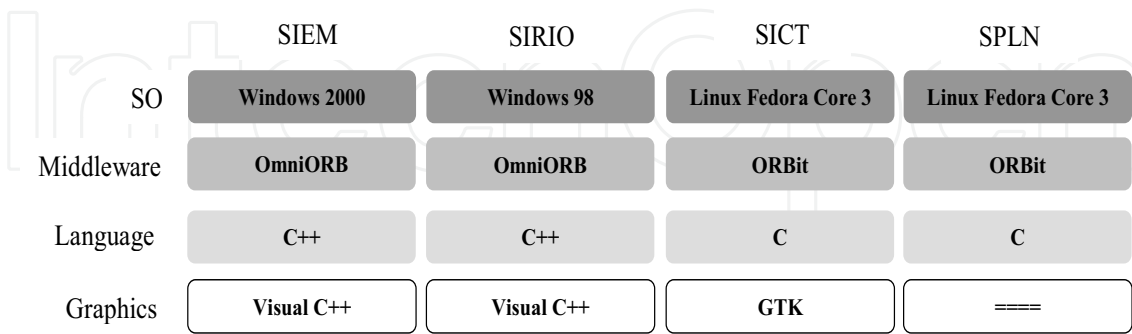 SIEM SIRIO SICT SPLN
SO Windows 2000 Windows 98 Linux Fedora Core 3 Linux Fedora Core 3
Middleware OmniORB OmniORB ORBit ORBit
Language C++ C++ C C
Graphics Visual C++ Visual C++ GTK ====